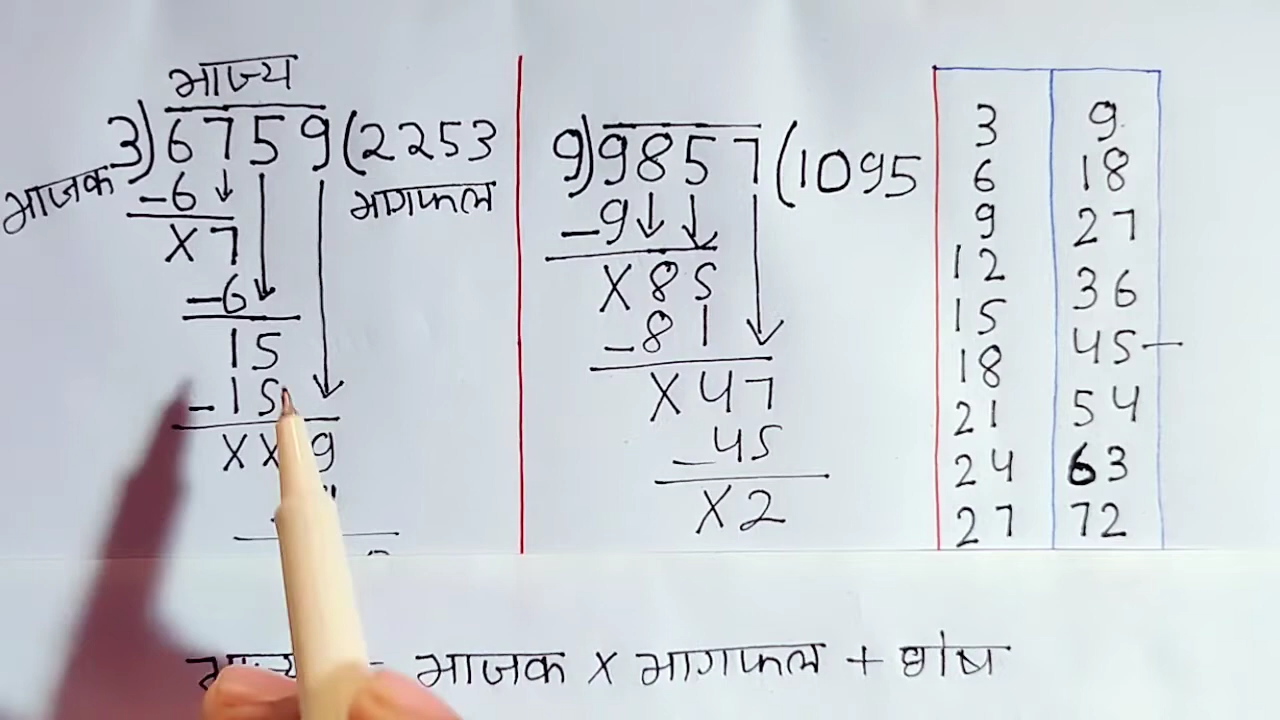 भाज्य
3)6759(2253
भाजक
भागफल
-6
x7
-6
15
-15
x x 9
9)9857(1095
-9
x85
-81
x47
-45
x2
3 9
6 18
9 27
12 36
15 45
18 54
21 63
24 72
27
भाजक x भागफल + शेष